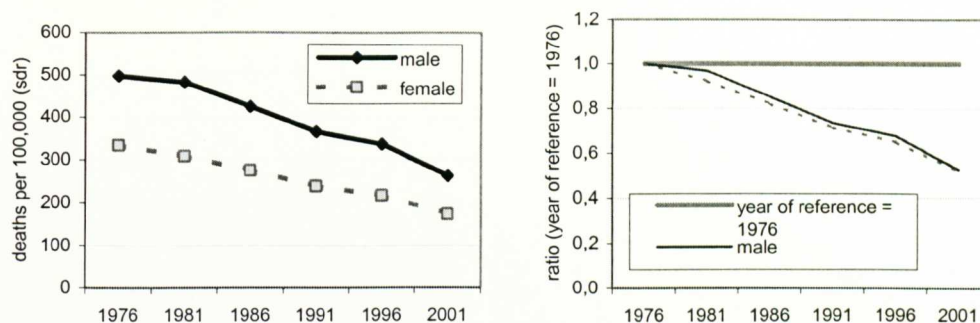 600
500
400
300
200
100
0
deaths per 100,000 (sdr)
male
female
1976 1981 1986 1991 1996 2001
1,2
1,0
0,8
0,6
0,4
0,2
0,0
ratio (year of reference = 1976)
year of reference =
1976
male
1976 1981 1986 1991 1996 2001